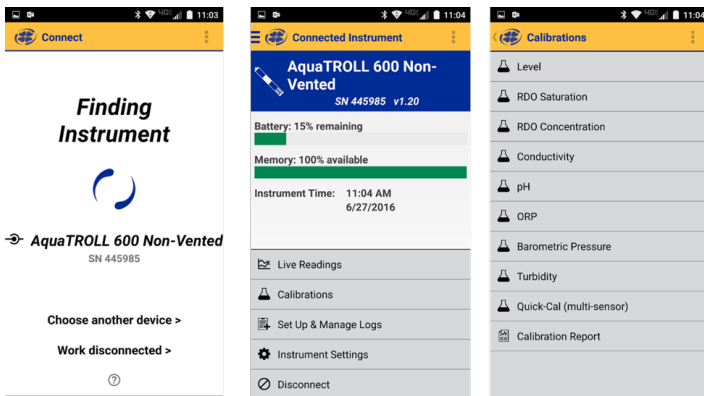 11:03
Connect
Finding
Instrument
AquaTROLL 600 Non-Vented
SN 445985
Choose another device >
Work disconnected >
?
4G
11:04
Connected Instrument
AquaTROLL 600 Non-
Vented
SN 445985 v1.20
Battery: 15% remaining
Memory: 100% available
Instrument Time: 11:04 AM
6/27/2016
Live Readings
Calibrations
Set Up & Manage Logs
Instrument Settings
Disconnect
11:04
Calibrations
Level
RDO Saturation
RDO Concentration
Conductivity
pH
ORP
Barometric Pressure
Turbidity
Quick-Cal (multi-sensor)
Calibration Report